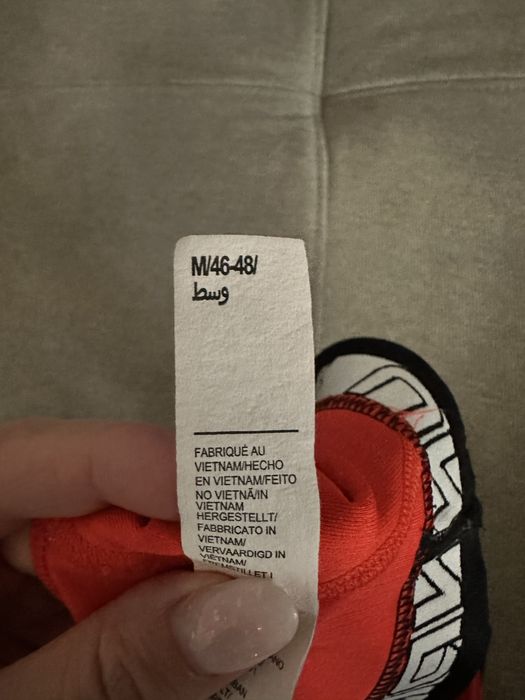 M/46-48/
وسط
FABRIQUÉ AU
VIETNAM/HECHO
EN VIETNAM/FEITO
NO VIETNÃ/IN
VIETNAM
HERGESTELLT/
FABBRICATO IN
VIETNAM/
VERVAARDIGD IN
VIETNAM/
FREMSTILLET I